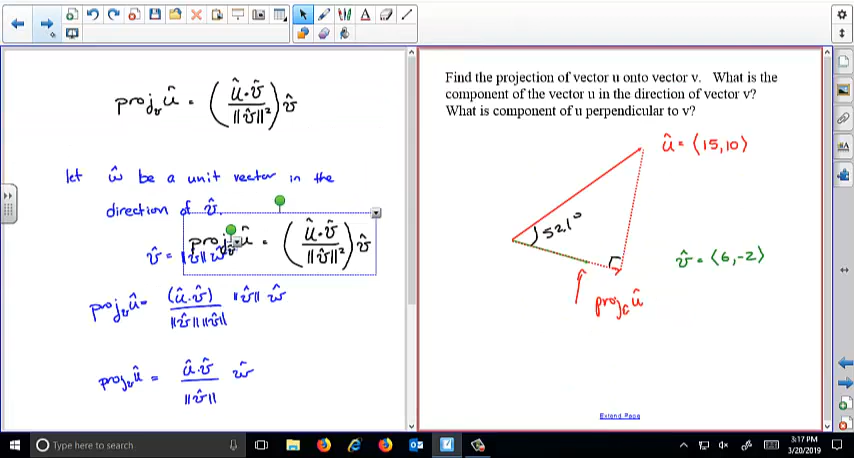 proj_v û = (û·v̂ / ‖v̂‖²) v̂
let ŵ be a unit vector in the
direction of v̂.
proj_v û = (û·v̂ / ‖v̂‖²) v̂
v̂ = ‖v̂‖ ŵ
proj_v û = (û·v̂) / ‖v̂‖‖v̂‖ ‖v̂‖ ŵ
proj_v û = û·v̂ / ‖v̂‖ ŵ
Find the projection of vector u onto vector v. What is the
component of the vector u in the direction of vector v?
What is component of u perpendicular to v?
û = ⟨15,10⟩
52.1°
v̂ = ⟨6,-2⟩
proj_v û
Extend Page
Type here to search
3:17 PM
3/20/2019